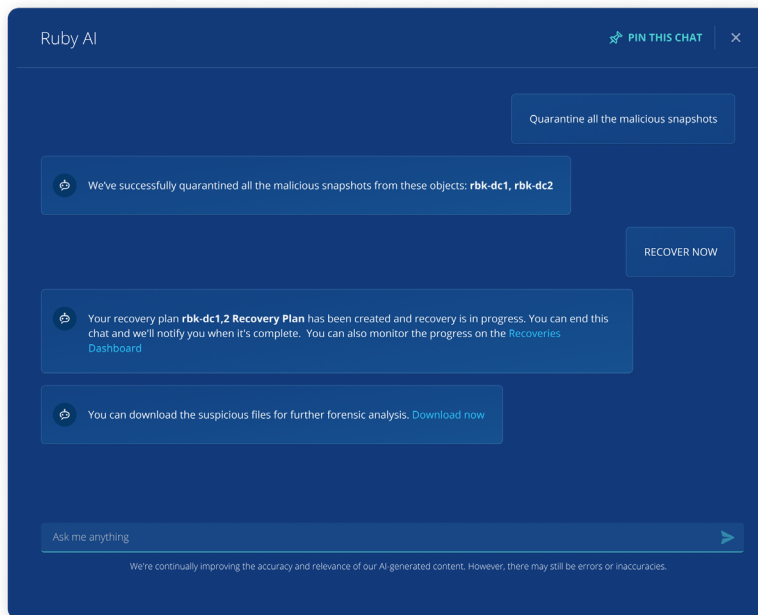 Ruby AI
PIN THIS CHAT
Quarantine all the malicious snapshots
We've successfully quarantined all the malicious snapshots from these objects: rbk-dc1, rbk-dc2
RECOVER NOW
Your recovery plan rbk-dc1,2 Recovery Plan has been created and recovery is in progress. You can end this
chat and we'll notify you when it's complete. You can also monitor the progress on the Recoveries
Dashboard
You can download the suspicious files for further forensic analysis. Download now
Ask me anything
We're continually improving the accuracy and relevance of our AI-generated content. However, there may still be errors or inaccuracies.